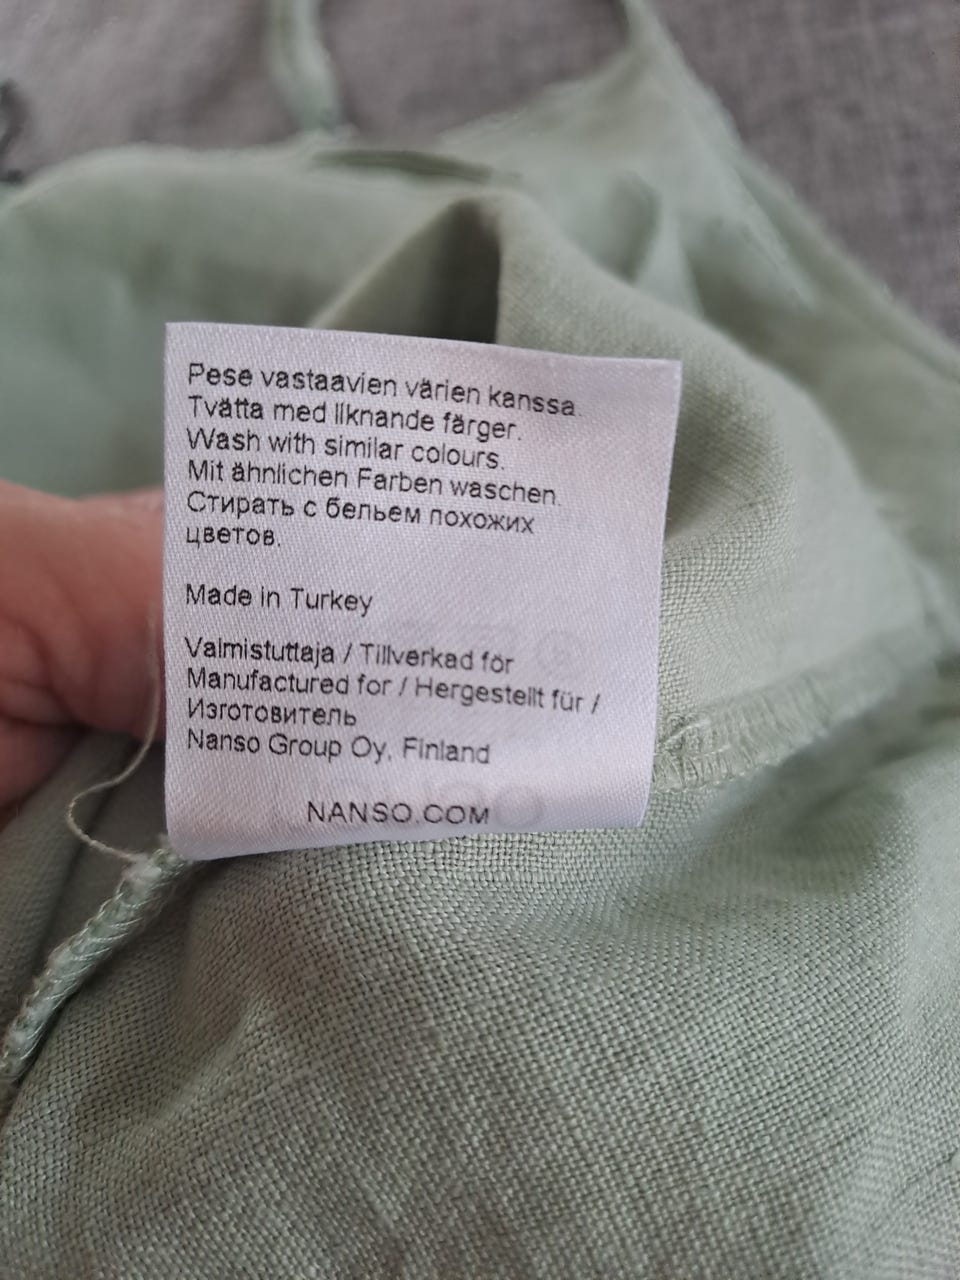 Pese vastaavien värien kanssa.
Tvätta med liknande färger.
Wash with similar colours.
Mit ähnlichen Farben waschen.
Стирать с бельем похожих
цветов.
Made in Turkey
Valmistuttaja / Tillverkad för
Manufactured for / Hergestellt für /
Изготовитель
Nanso Group Oy, Finland
NANSO.COM